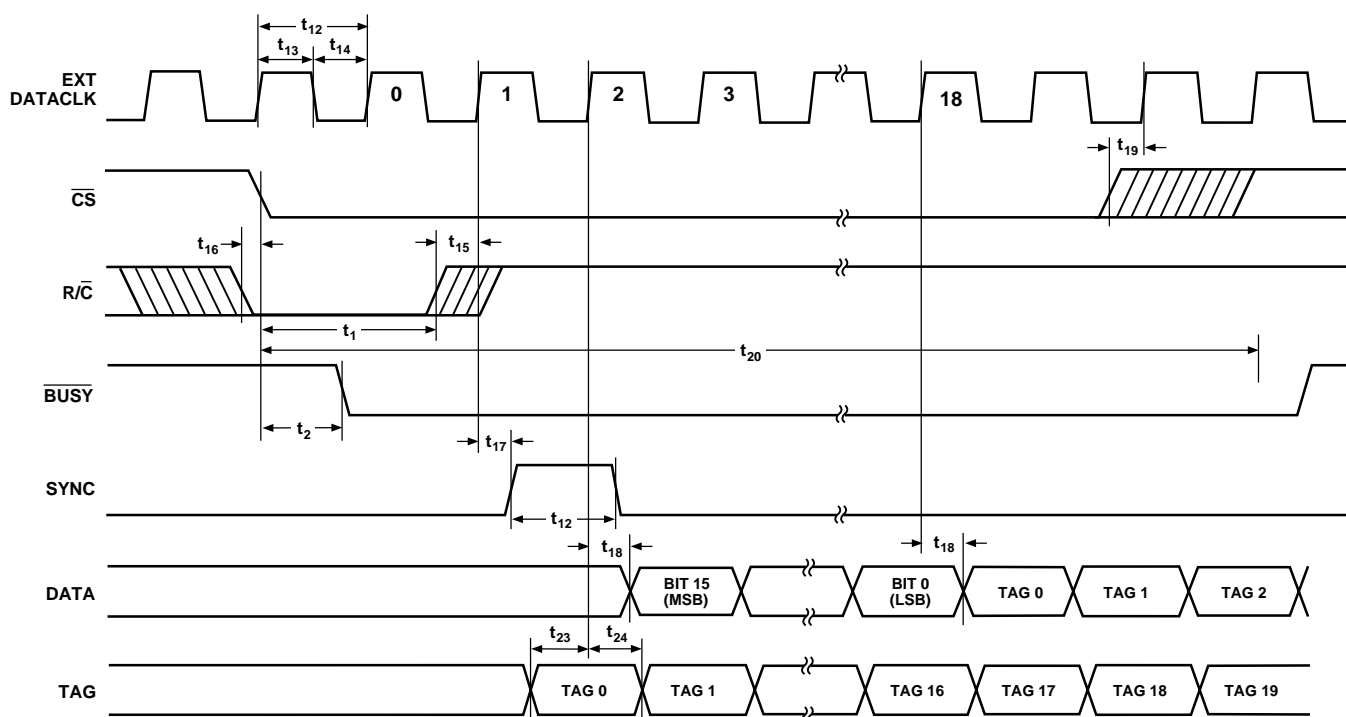 t12
t13 t14
EXT DATACLK
0 1 2 3 18
t19
CS
t16 t15
R/C
t1
t20
BUSY
t2
t17
SYNC
t12
t18 t18
DATA
BIT 15 (MSB)
BIT 0 (LSB)
TAG 0 TAG 1 TAG 2
t23 t24
TAG
TAG 0 TAG 1 TAG 16 TAG 17 TAG 18 TAG 19